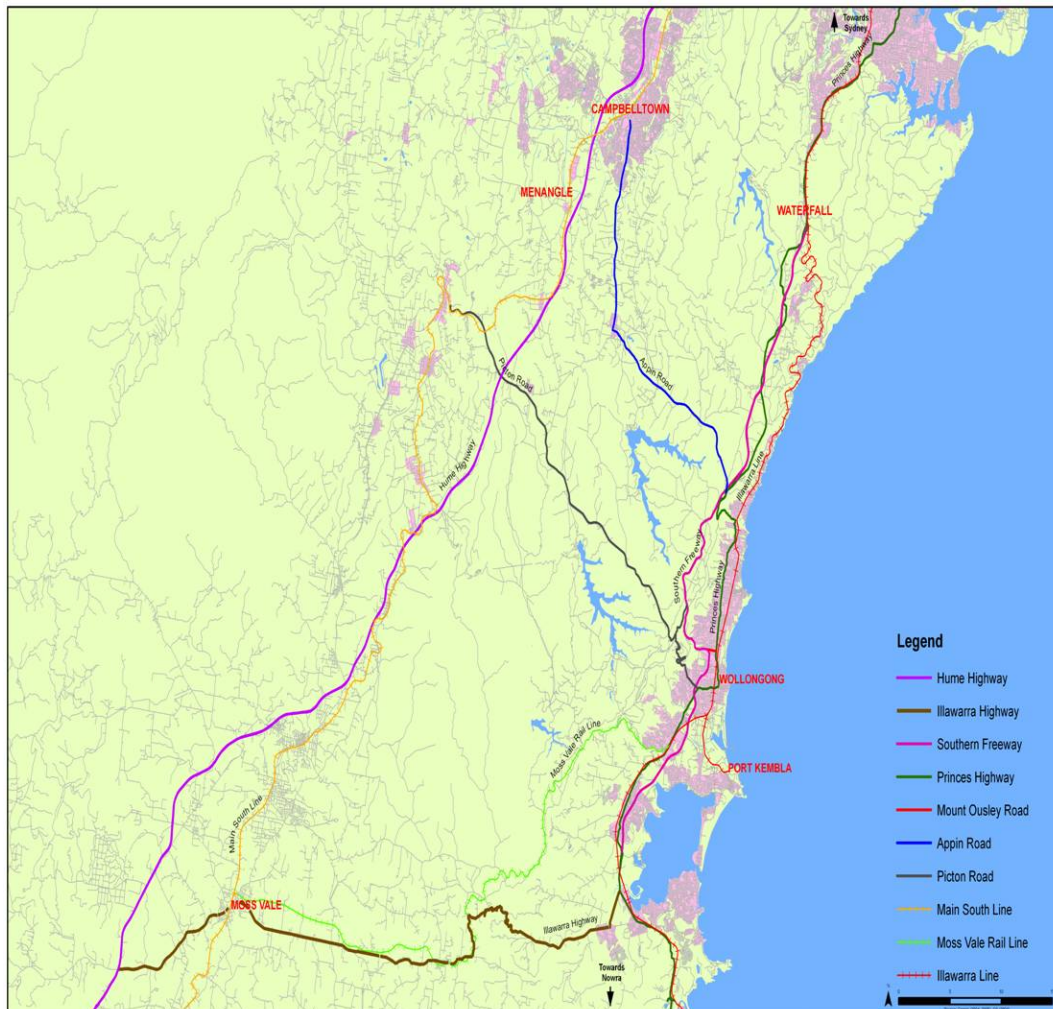 Towards
Sydney
Princes Highway
CAMPBELLTOWN
MENANGLE
WATERFALL
Picton Road
Appin Road
Hume Highway
Illawarra Line
Southern Freeway
Princes Highway
WOLLONGONG
Moss Vale Rail Line
PORT KEMBLA
Main South Line
MOSS VALE
Illawarra Highway
Towards
Nowra
Legend
Hume Highway
Illawarra Highway
Southern Freeway
Princes Highway
Mount Ousley Road
Appin Road
Picton Road
Main South Line
Moss Vale Rail Line
Illawarra Line